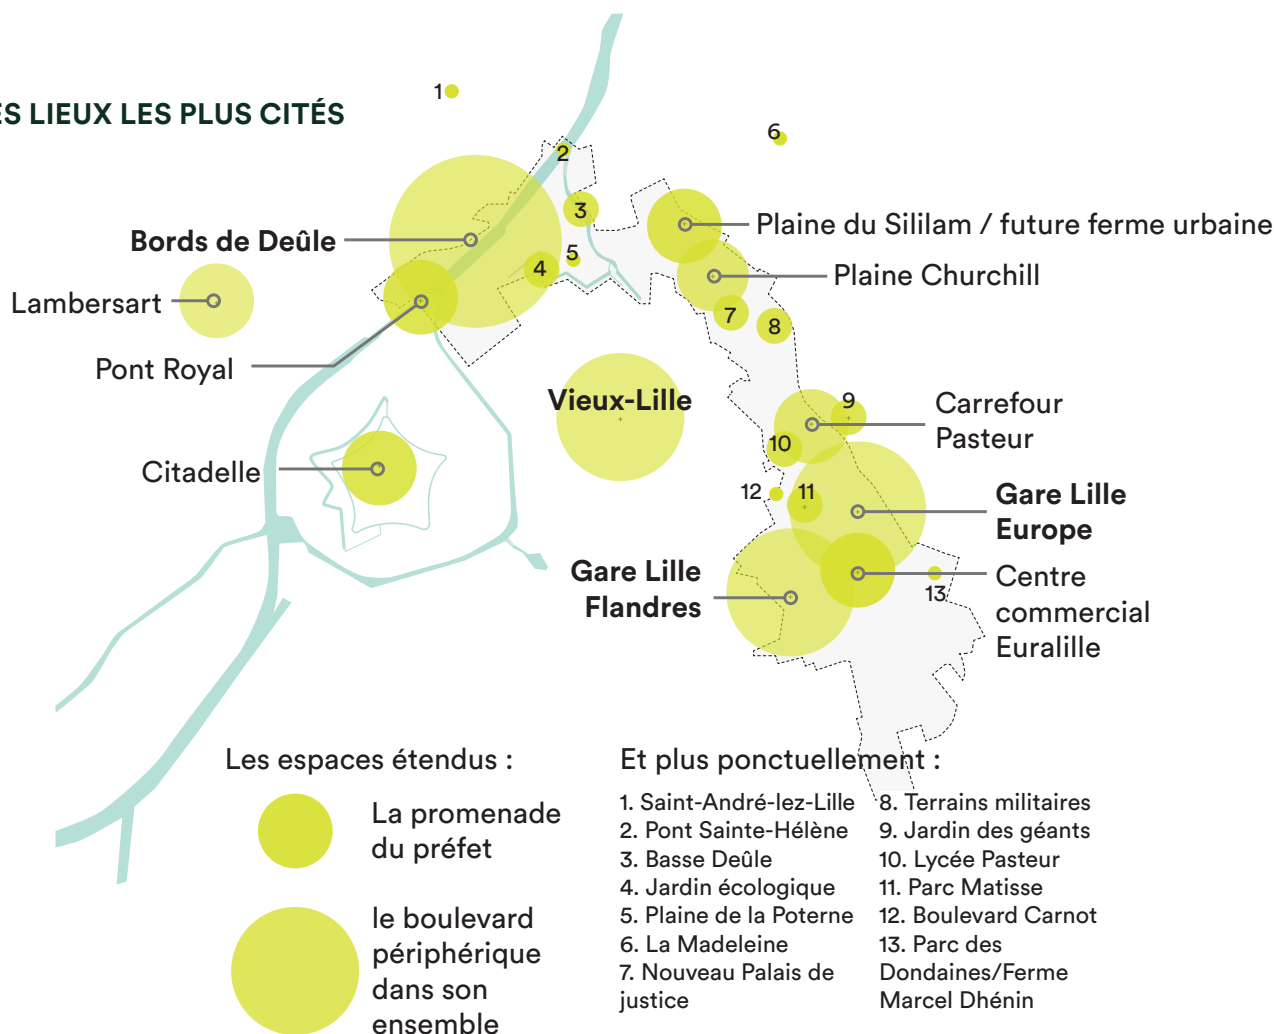 ES LIEUX LES PLUS CITÉS
1
6
2
3
Bords de Deûle
Plaine du Sililam / future ferme urbaine
5
4
Plaine Churchill
Lambersart
7
8
Pont Royal
Vieux-Lille
9
Carrefour
Pasteur
10
Citadelle
12
11
Gare Lille
Europe
Gare Lille
Flandres
Centre
commercial
Euralille
13
Les espaces étendus :
La promenade
du préfet
le boulevard
périphérique
dans son
ensemble
Et plus ponctuellement :
1. Saint-André-lez-Lille
2. Pont Sainte-Hélène
3. Basse Deûle
4. Jardin écologique
5. Plaine de la Poterne
6. La Madeleine
7. Nouveau Palais de
justice
8. Terrains militaires
9. Jardin des géants
10. Lycée Pasteur
11. Parc Matisse
12. Boulevard Carnot
13. Parc des
Dondaines/Ferme
Marcel Dhénin